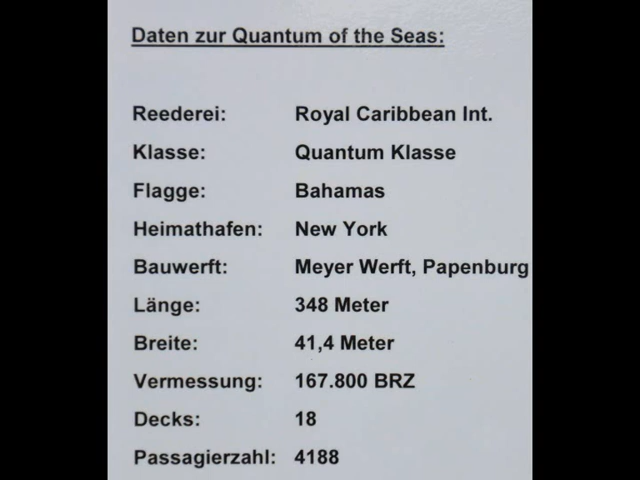 Daten zur Quantum of the Seas:
Reederei: Royal Caribbean Int.
Klasse: Quantum Klasse
Flagge: Bahamas
Heimathafen: New York
Bauwerft: Meyer Werft, Papenburg
Länge: 348 Meter
Breite: 41,4 Meter
Vermessung: 167.800 BRZ
Decks: 18
Passagierzahl: 4188